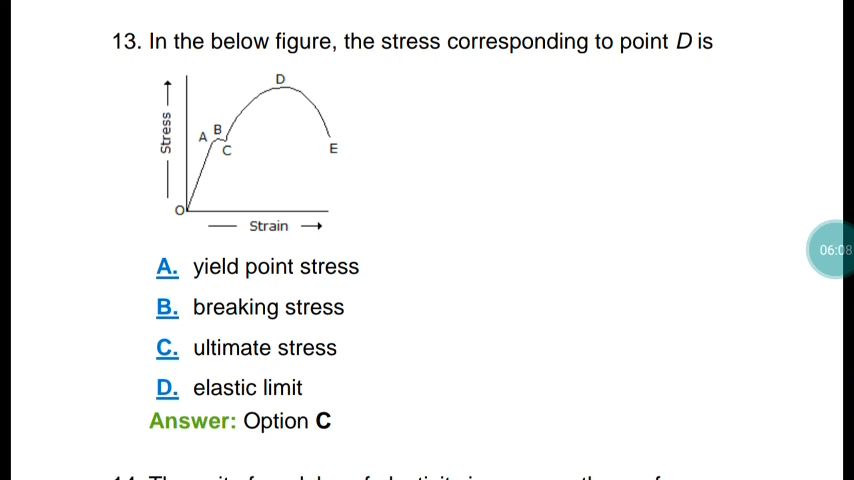 13. In the below figure, the stress corresponding to point D is
D
Stress
A
B
C
E
O
Strain
06:08
A. yield point stress
B. breaking stress
C. ultimate stress
D. elastic limit
Answer: Option C